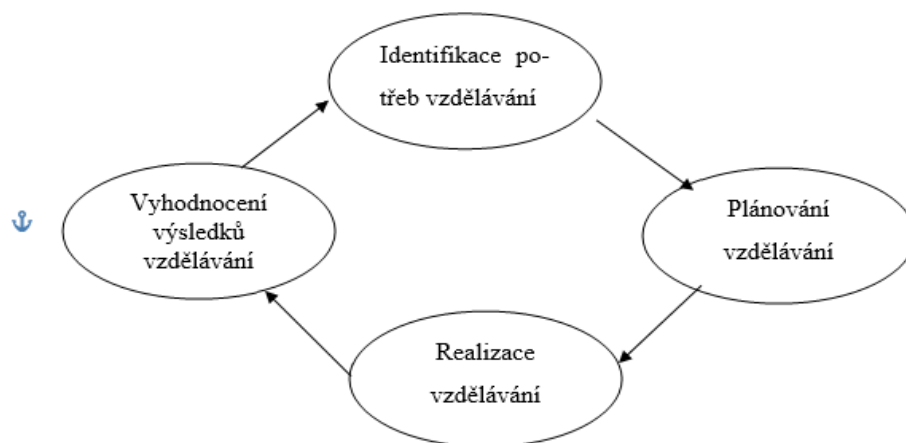 Identifikace po-
třeb vzdělávání
Vyhodnocení
výsledků
vzdělávání
Plánování
vzdělávání
Realizace
vzdělávání